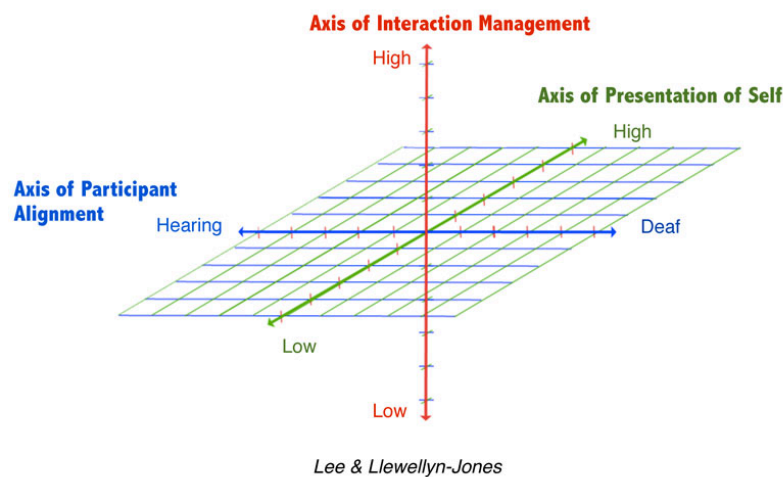 Axis of Interaction Management
High
Axis of Presentation of Self
High
Axis of Participant
Alignment
Hearing
Deaf
Low
Low
Lee & Llewellyn-Jones